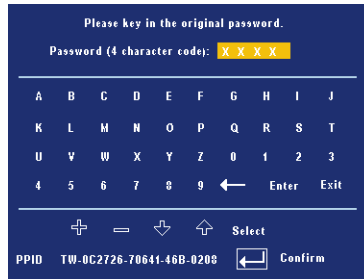 Please key in the original password.
Password (4 character code): X X X X
A B C D E F G H I J
K L M N O P Q R S T
U V W X Y Z 0 1 2 3
4 5 6 7 8 9 ← Enter Exit
+ − ⇩ ⇧ Select
PPID TW-0C2726-70641-46B-0208 ↵ Confirm